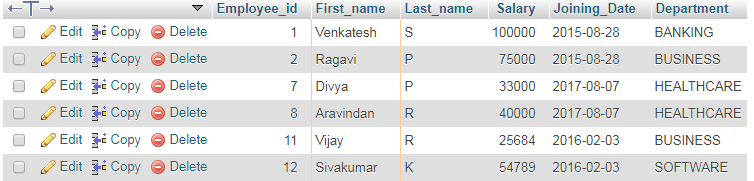 Employee_id First_name Last_name Salary Joining_Date Department
Edit Copy Delete 1 Venkatesh S 100000 2015-08-28 BANKING
Edit Copy Delete 2 Ragavi P 75000 2015-08-28 BUSINESS
Edit Copy Delete 7 Divya P 33000 2017-08-07 HEALTHCARE
Edit Copy Delete 8 Aravindan R 40000 2017-08-07 HEALTHCARE
Edit Copy Delete 11 Vijay R 25684 2016-02-03 BUSINESS
Edit Copy Delete 12 Sivakumar K 54789 2016-02-03 SOFTWARE